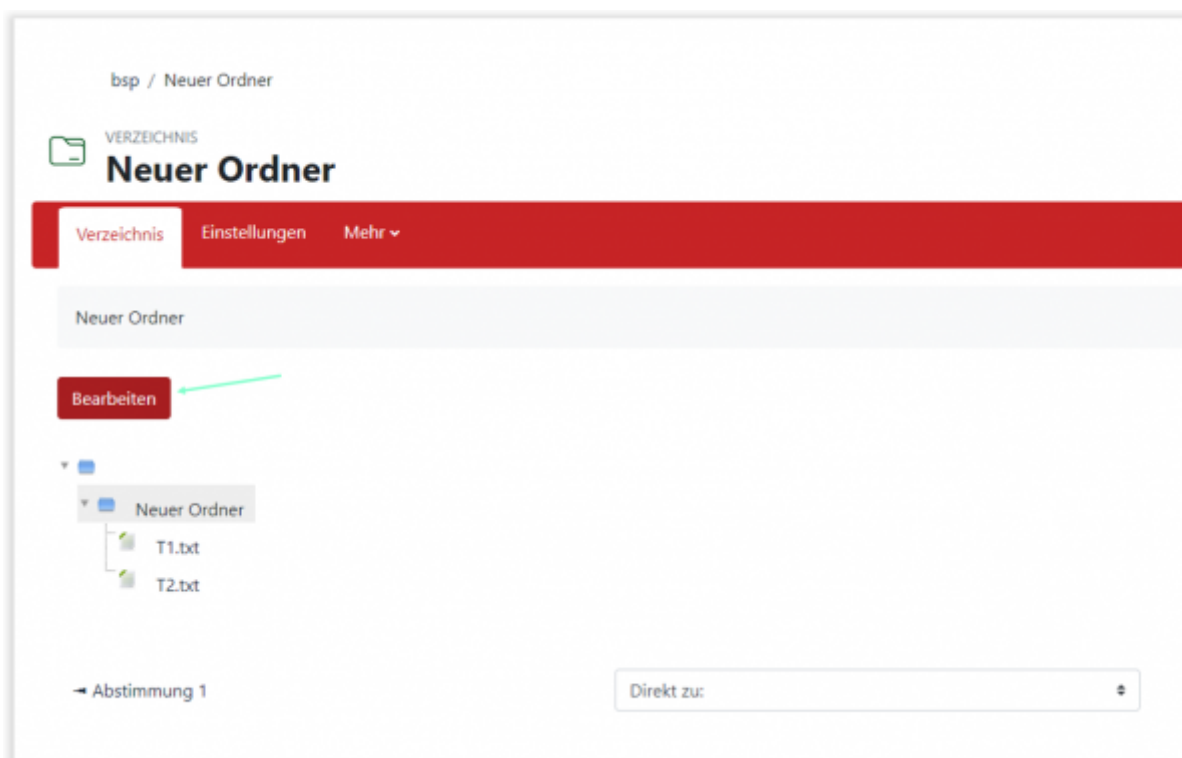 bsp / Neuer Ordner
VERZEICHNIS
Neuer Ordner
Verzeichnis Einstellungen Mehr
Neuer Ordner
Bearbeiten
Neuer Ordner
T1.txt
T2.txt
Abstimmung 1 Direkt zu: